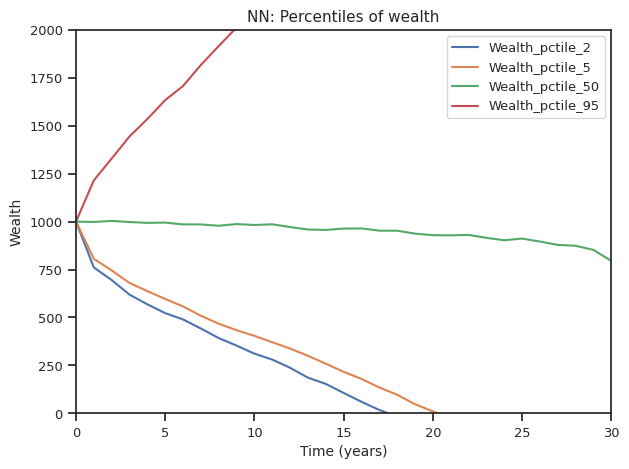 NN: Percentiles of wealth
Wealth
2000
1750
1500
1250
1000
750
500
250
0
Wealth_pctile_2
Wealth_pctile_5
Wealth_pctile_50
Wealth_pctile_95
0 5 10 15 20 25 30
Time (years)